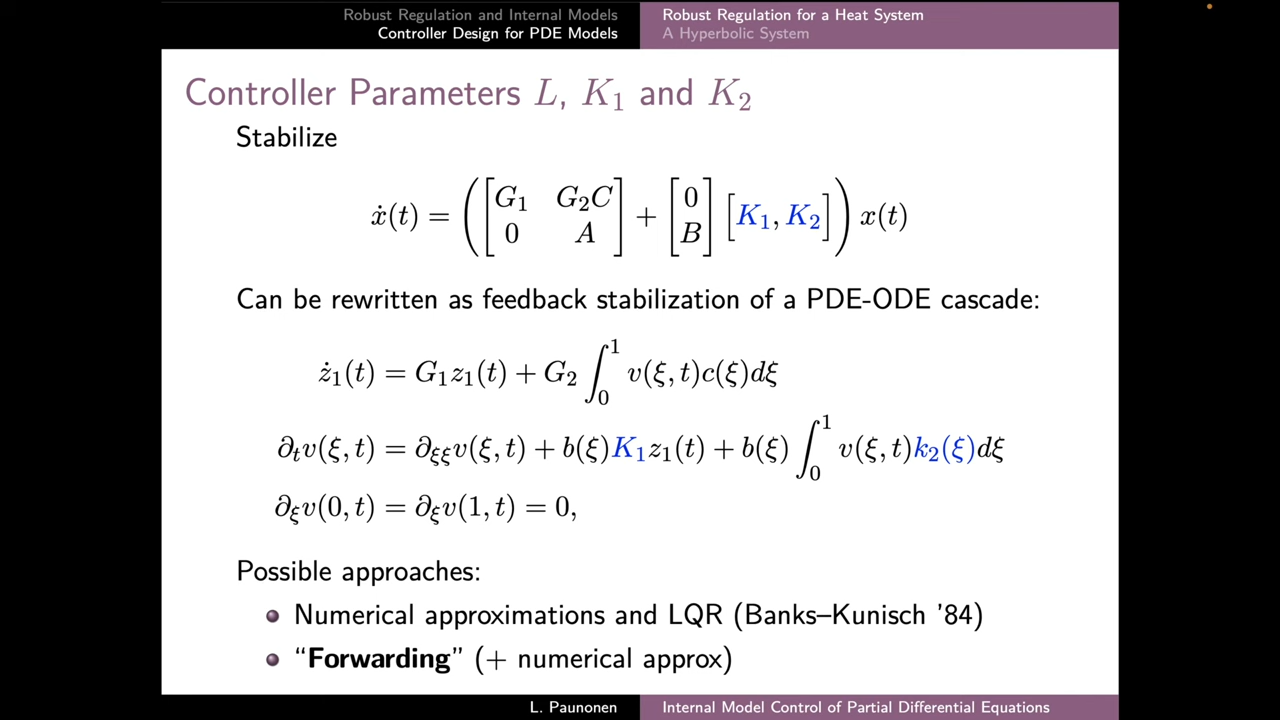 Robust Regulation and Internal Models
Controller Design for PDE Models
Robust Regulation for a Heat System
A Hyperbolic System
Controller Parameters L, K₁ and K₂
Stabilize
ẋ(t) = ([G₁ G₂C; 0 A] + [0; B] [K₁, K₂]) x(t)
Can be rewritten as feedback stabilization of a PDE-ODE cascade:
ż₁(t) = G₁z₁(t) + G₂ ∫₀¹ v(ξ, t)c(ξ)dξ
∂ₜv(ξ, t) = ∂_ξξ v(ξ, t) + b(ξ)K₁z₁(t) + b(ξ) ∫₀¹ v(ξ, t)k₂(ξ)dξ
∂_ξ v(0, t) = ∂_ξ v(1, t) = 0,
Possible approaches:
Numerical approximations and LQR (Banks–Kunisch '84)
“Forwarding” (+ numerical approx)
L. Paunonen
Internal Model Control of Partial Differential Equations